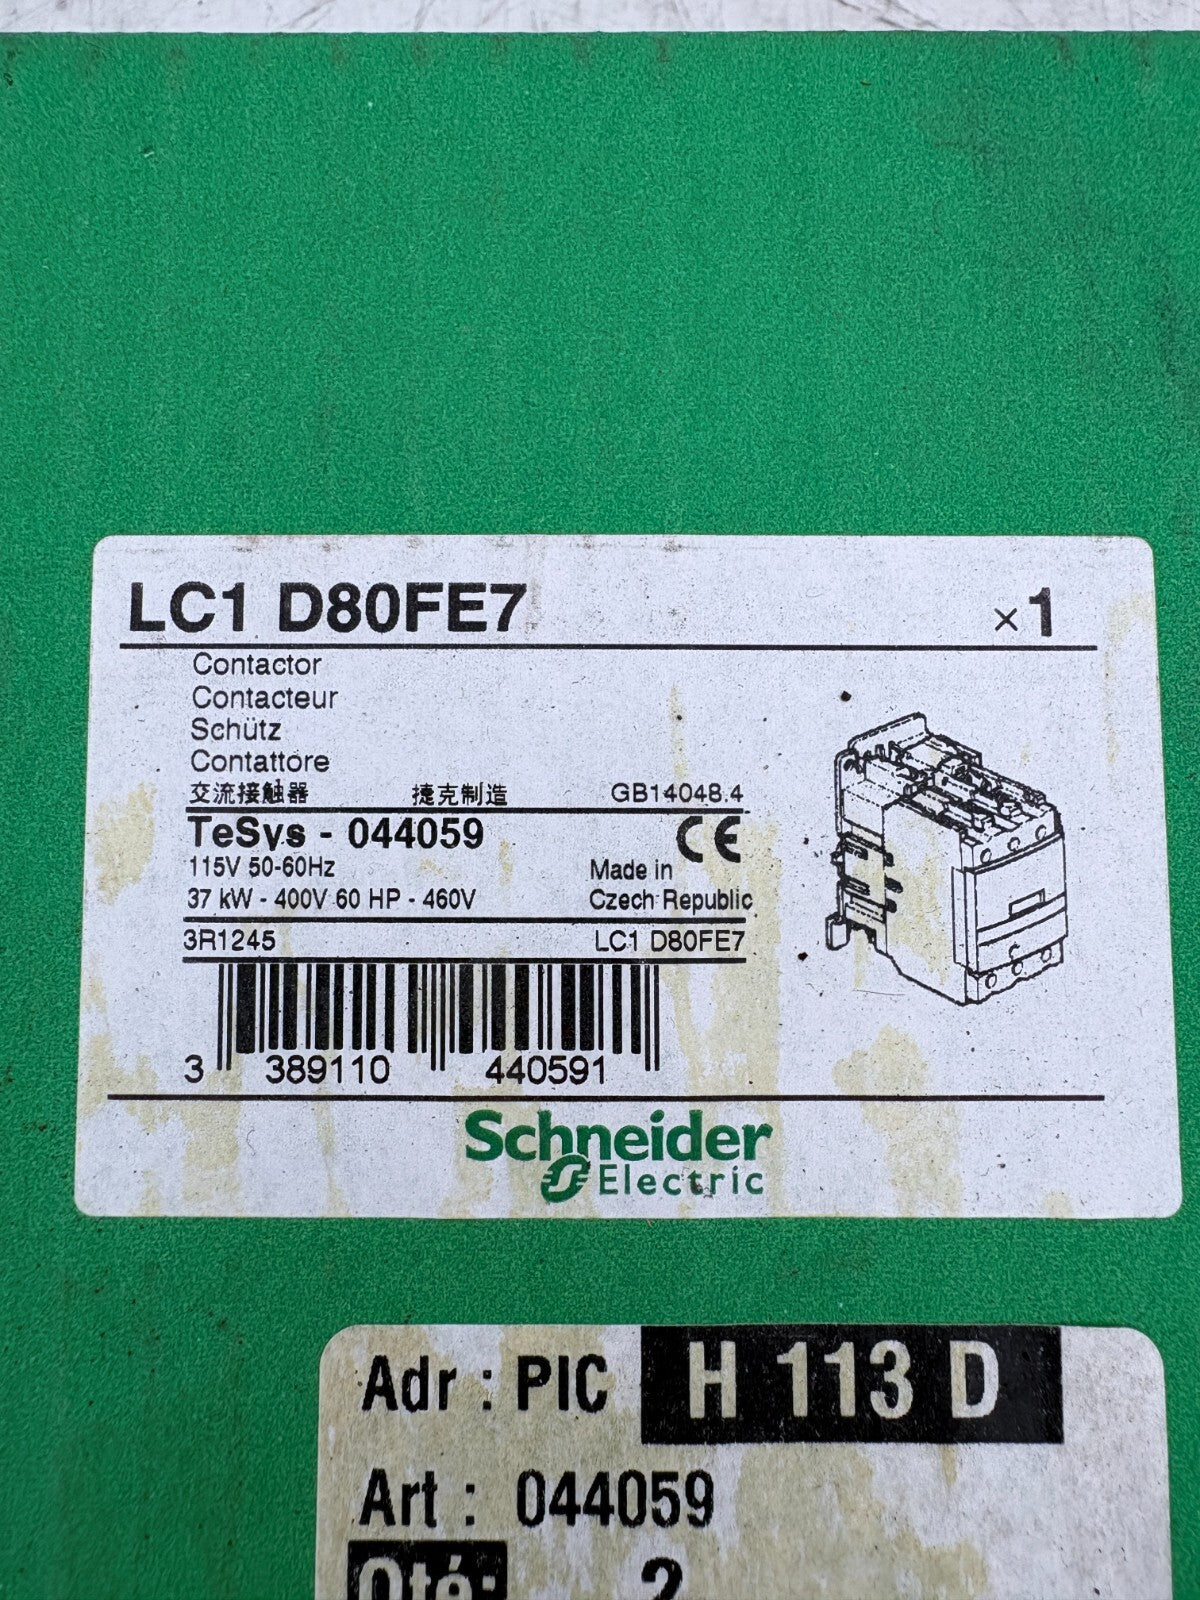 LC1 D80FE7 ×1
Contactor
Contacteur
Schütz
Contattore
交流接触器 捷克制造 GB14048.4
TeSys - 044059 CE
115V 50-60Hz Made in
37 kW - 400V 60 HP - 460V Czech Republic
3R1245 LC1 D80FE7
3 389110 440591
Schneider
Electric
Adr : PIC H 113 D
Art : 044059
Qté: 2